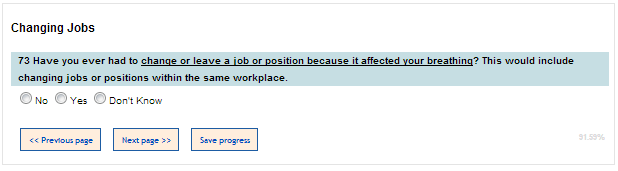 Changing Jobs
73 Have you ever had to change or leave a job or position because it affected your breathing? This would include
changing jobs or positions within the same workplace.
No Yes Don't Know
<< Previous page Next page >> Save progress 91.59%